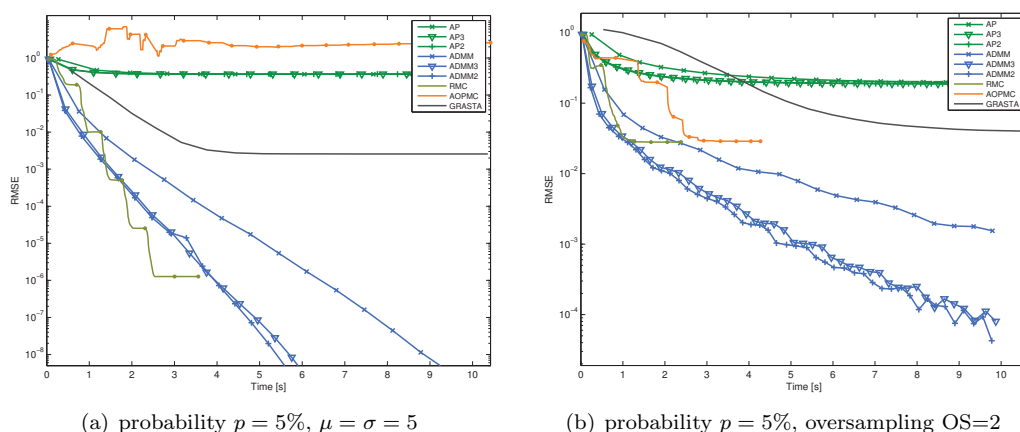 10^1
10^0
10^-1
10^-2
10^-3
10^-4
10^-5
10^-6
10^-7
10^-8
RMSE
0 1 2 3 4 5 6 7 8 9 10
Time [s]
AP
AP3
AP2
ADMM
ADMM3
ADMM2
RMC
AOPMC
GRASTA
(a) probability p = 5%, μ = σ = 5
10^0
10^-1
10^-2
10^-3
10^-4
RMSE
0 1 2 3 4 5 6 7 8 9 10
Time [s]
AP
AP3
AP2
ADMM
ADMM3
ADMM2
RMC
AOPMC
GRASTA
(b) probability p = 5%, oversampling OS=2